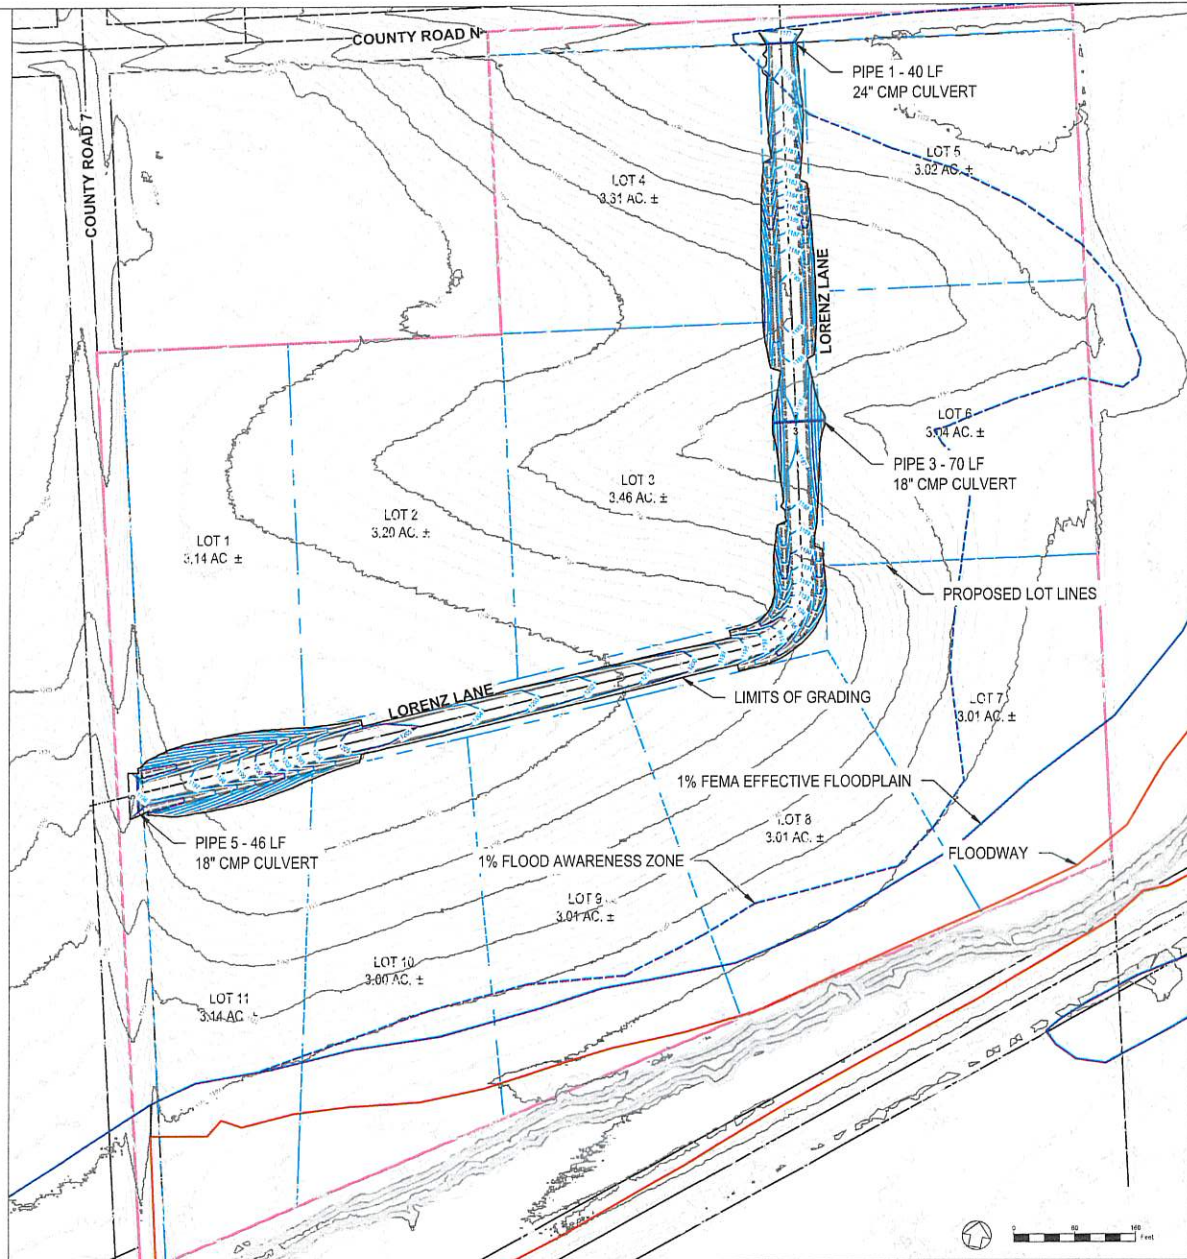 COUNTY ROAD N
COUNTY ROAD 7
PIPE 1 - 40 LF
24" CMP CULVERT
LOT 5
3.02 AC. ±
LOT 4
3.31 AC. ±
LORENZ LANE
LOT 6
3.04 AC. ±
PIPE 3 - 70 LF
18" CMP CULVERT
LOT 3
3.46 AC. ±
LOT 2
3.20 AC. ±
LOT 1
3.14 AC ±
PROPOSED LOT LINES
LORENZ LANE
LIMITS OF GRADING
LOT 7
3.01 AC. ±
1% FEMA EFFECTIVE FLOODPLAIN
LOT 8
3.01 AC. ±
PIPE 5 - 46 LF
18" CMP CULVERT
1% FLOOD AWARENESS ZONE
FLOODWAY
LOT 9
3.01 AC. ±
LOT 10
3.00 AC. ±
LOT 11
3.14 AC ±
0 80 160
Feet